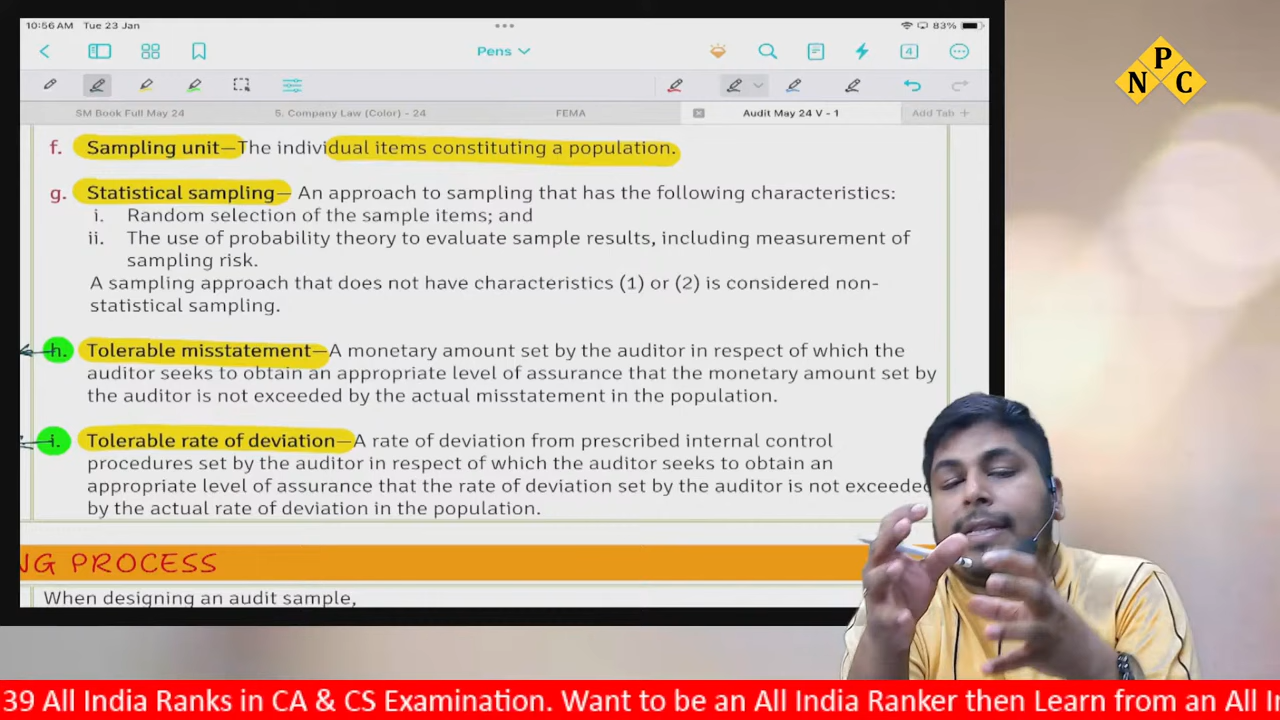 10:56 AM Tue 23 Jan
83%
Pens
4
SM Book Full May 24
5. Company Law (Color) - 24
FEMA
Audit May 24 V - 1
Add Tab +
f. Sampling unit—The individual items constituting a population.
g. Statistical sampling— An approach to sampling that has the following characteristics:
i. Random selection of the sample items; and
ii. The use of probability theory to evaluate sample results, including measurement of
sampling risk.
A sampling approach that does not have characteristics (1) or (2) is considered non-
statistical sampling.
h. Tolerable misstatement—A monetary amount set by the auditor in respect of which the
auditor seeks to obtain an appropriate level of assurance that the monetary amount set by
the auditor is not exceeded by the actual misstatement in the population.
i. Tolerable rate of deviation—A rate of deviation from prescribed internal control
procedures set by the auditor in respect of which the auditor seeks to obtain an
appropriate level of assurance that the rate of deviation set by the auditor is not exceeded
by the actual rate of deviation in the population.
NG PROCESS
When designing an audit sample,
N P C
39 All India Ranks in CA & CS Examination. Want to be an All India Ranker then Learn from an All I